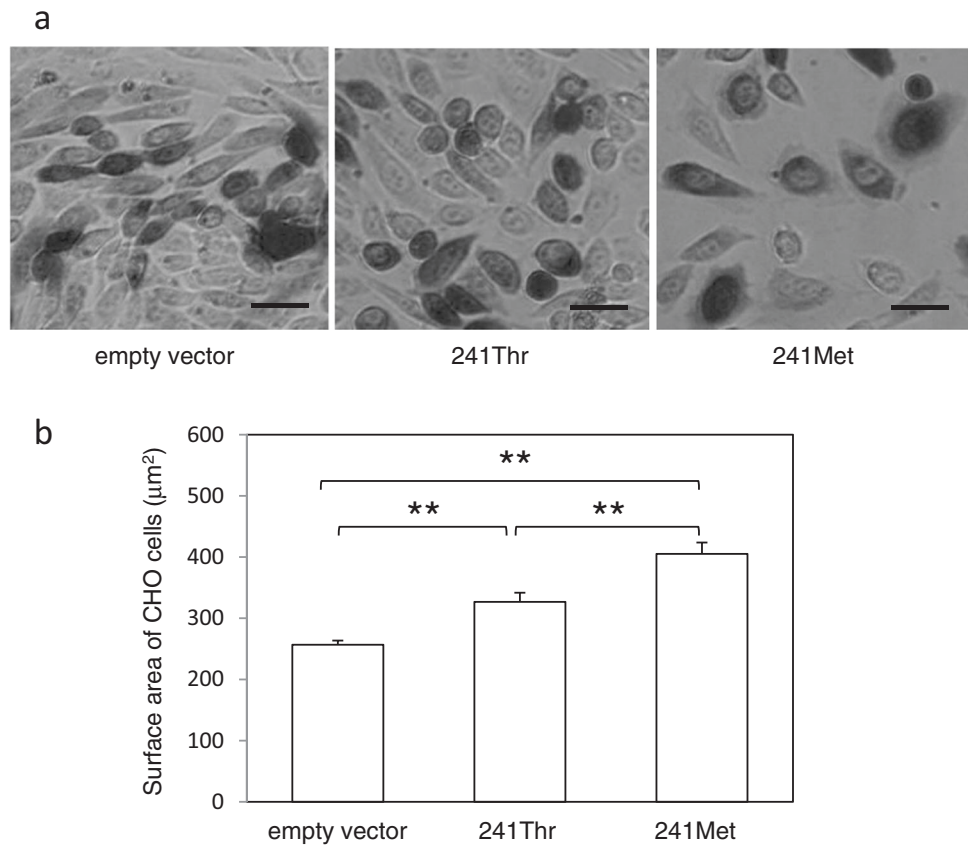 a
empty vector 241Thr 241Met
b
Surface area of CHO cells (μm²)
600
500
400
300
200
100
0
**
** **
empty vector 241Thr 241Met